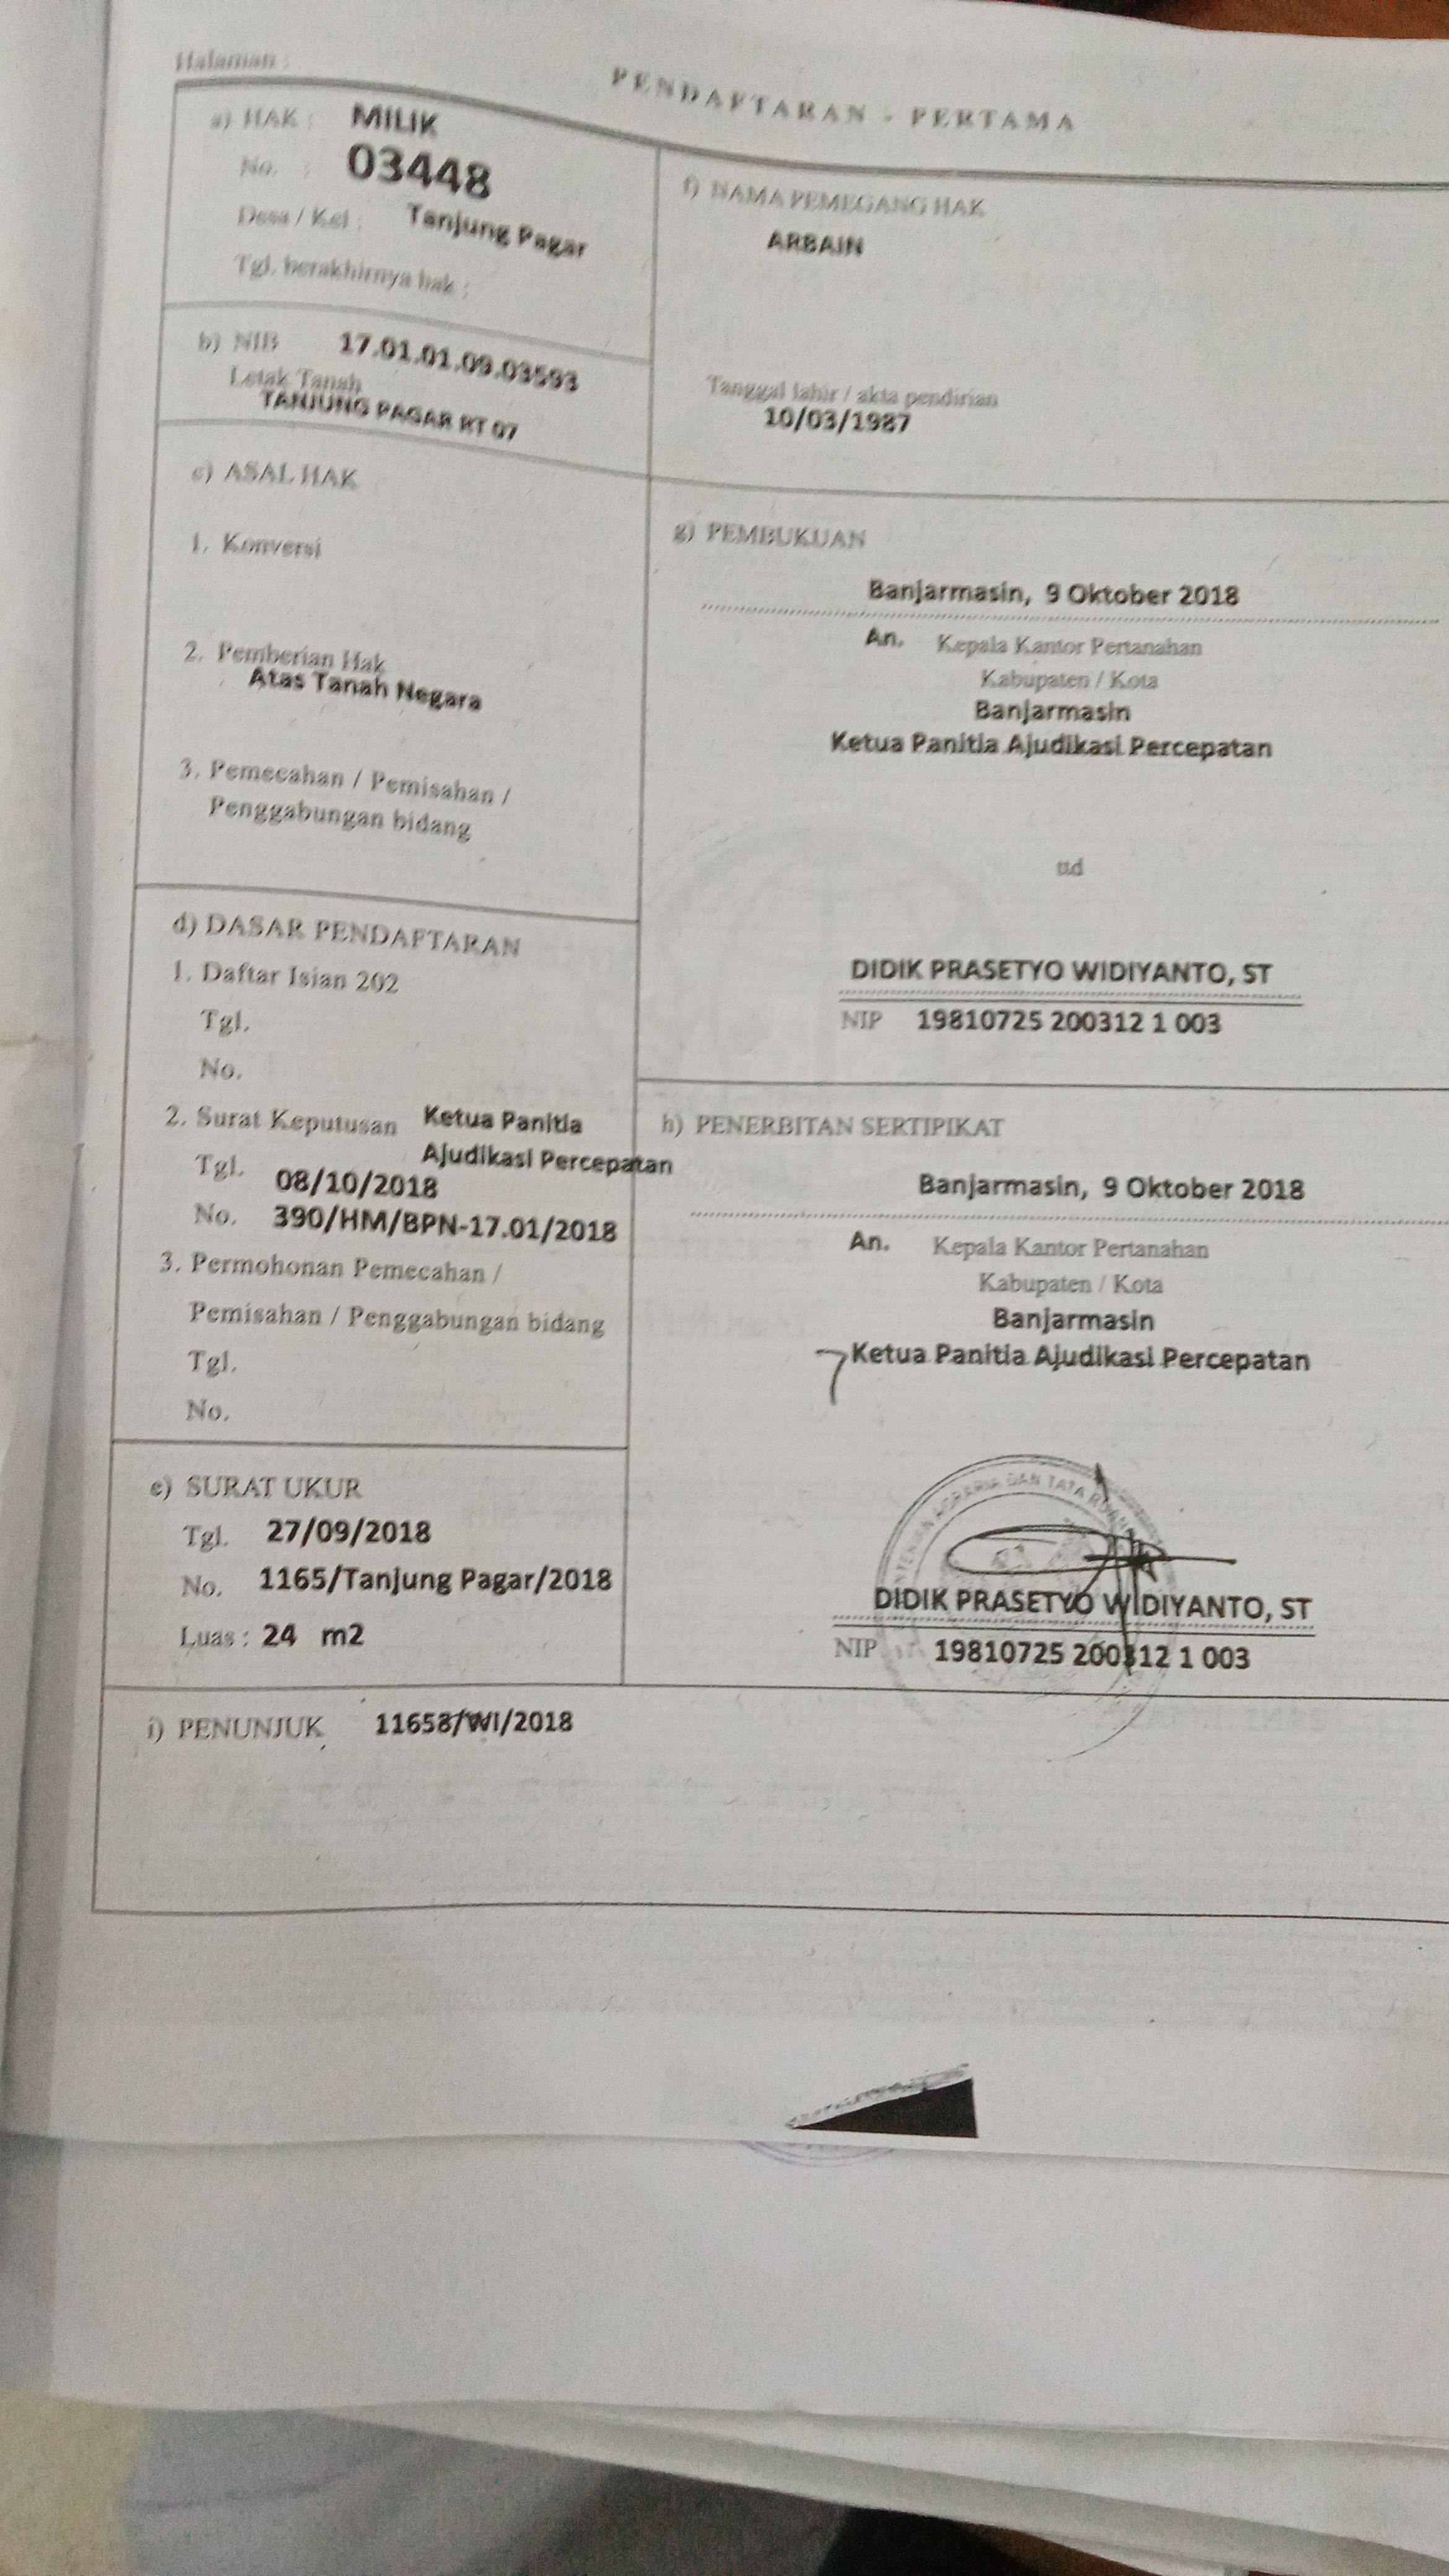 Halaman :
PENDAFTARAN - PERTAMA
a) HAK : MILIK
No. : 03448
Desa / Kel : Tanjung Pagar
Tgl. berakhirnya hak :
b) NIB 17.01.01.09.03593
Letak Tanah
TANJUNG PAGAR RT 07
c) ASAL HAK
1. Konversi
2. Pemberian Hak
Atas Tanah Negara
3. Pemecahan / Pemisahan /
Penggabungan bidang
d) DASAR PENDAFTARAN
1. Daftar Isian 202
Tgl.
No.
2. Surat Keputusan Ketua Panitia
Ajudikasi Percepatan
Tgl. 08/10/2018
No. 390/HM/BPN-17.01/2018
3. Permohonan Pemecahan /
Pemisahan / Penggabungan bidang
Tgl.
No.
e) SURAT UKUR
Tgl. 27/09/2018
No. 1165/Tanjung Pagar/2018
Luas : 24 m2
f) NAMA PEMEGANG HAK
ARBAIN
Tanggal lahir / akta pendirian
10/03/1987
g) PEMBUKUAN
Banjarmasin, 9 Oktober 2018
An. Kepala Kantor Pertanahan
Kabupaten / Kota
Banjarmasin
Ketua Panitia Ajudikasi Percepatan
ttd
DIDIK PRASETYO WIDIYANTO, ST
NIP 19810725 200312 1 003
h) PENERBITAN SERTIPIKAT
Banjarmasin, 9 Oktober 2018
An. Kepala Kantor Pertanahan
Kabupaten / Kota
Banjarmasin
Ketua Panitia Ajudikasi Percepatan
AGRARIA DAN TATA
DIDIK PRASETYO WIDIYANTO, ST
NIP 19810725 200312 1 003
i) PENUNJUK 11658/WI/2018